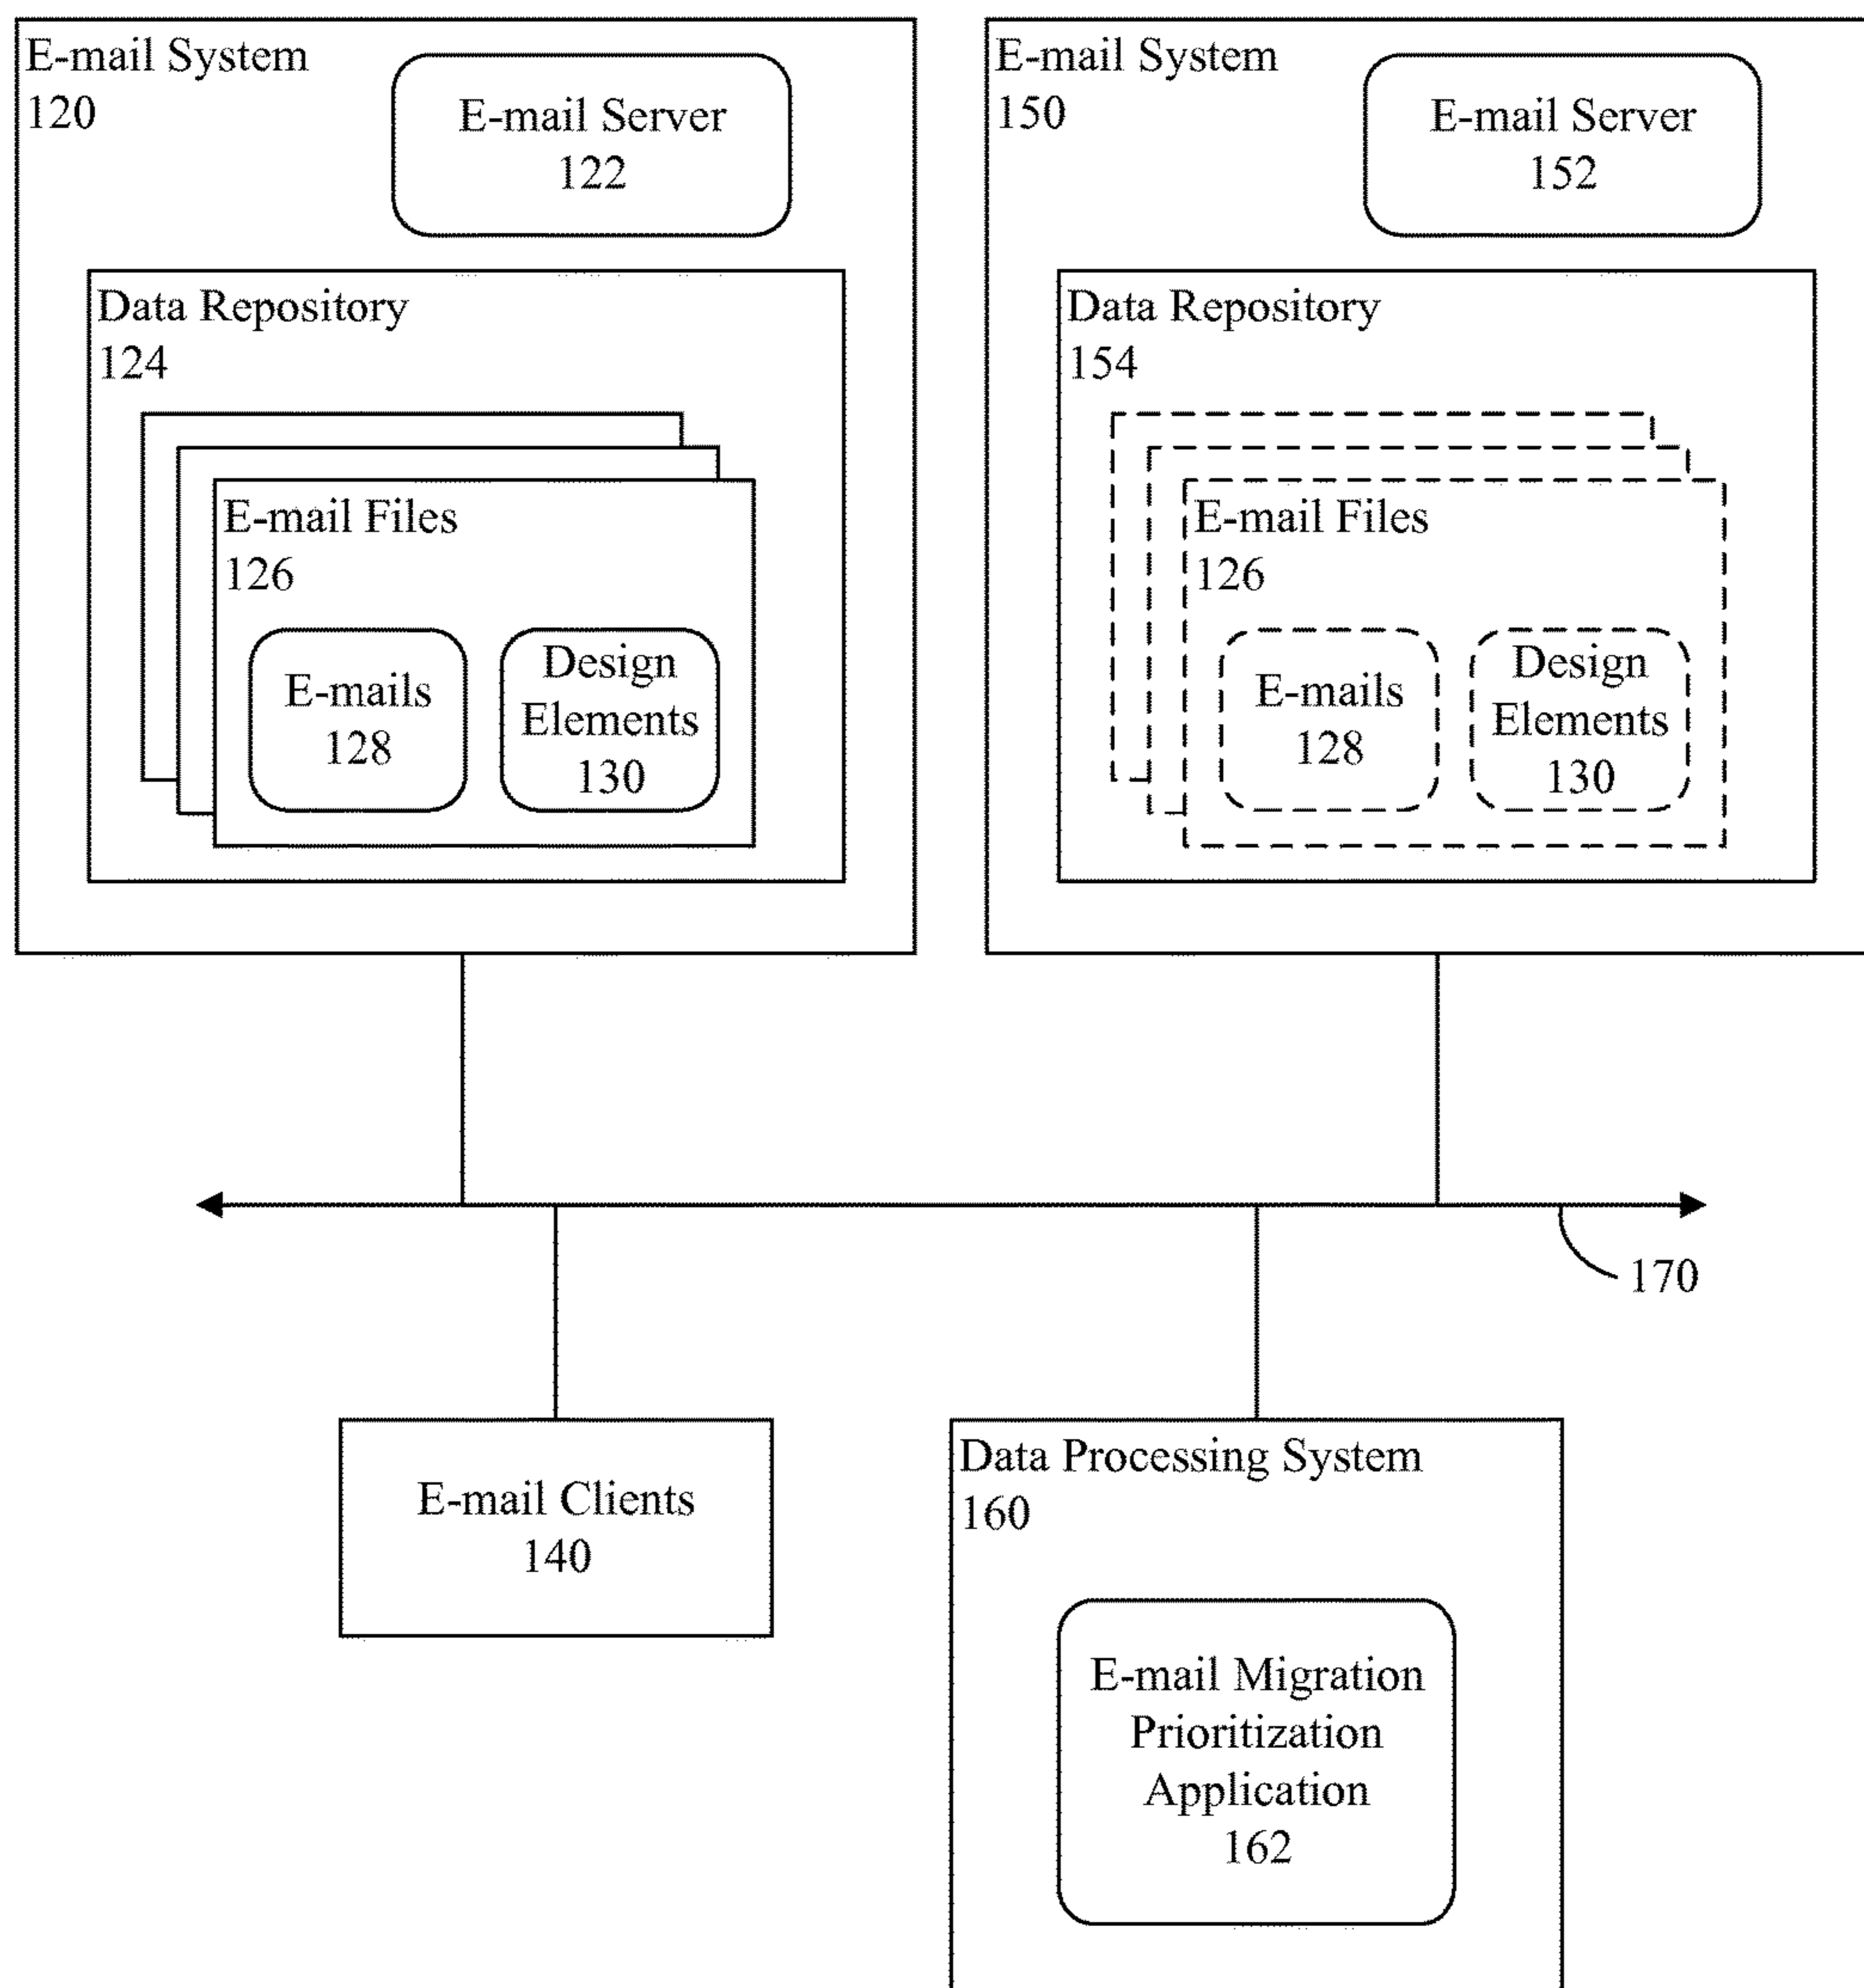 E-mail System
120
E-mail Server
122
Data Repository
124
E-mail Files
126
E-mails
128
Design
Elements
130
E-mail System
150
E-mail Server
152
Data Repository
154
E-mail Files
126
E-mails
128
Design
Elements
130
170
E-mail Clients
140
Data Processing System
160
E-mail Migration
Prioritization
Application
162